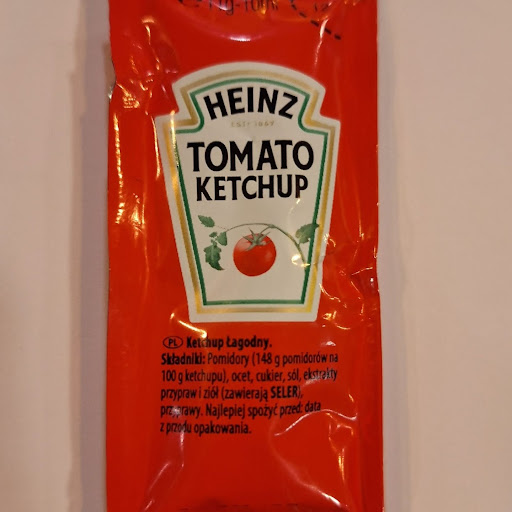 HEINZ
ESTD 1869
TOMATO
KETCHUP
PL Ketchup Łagodny.
Składniki: Pomidory (148 g pomidorów na
100 g ketchupu), ocet, cukier, sól, ekstrakty
przypraw i ziół (zawierają SELER),
przyprawy. Najlepiej spożyć przed: data
z przodu opakowania.